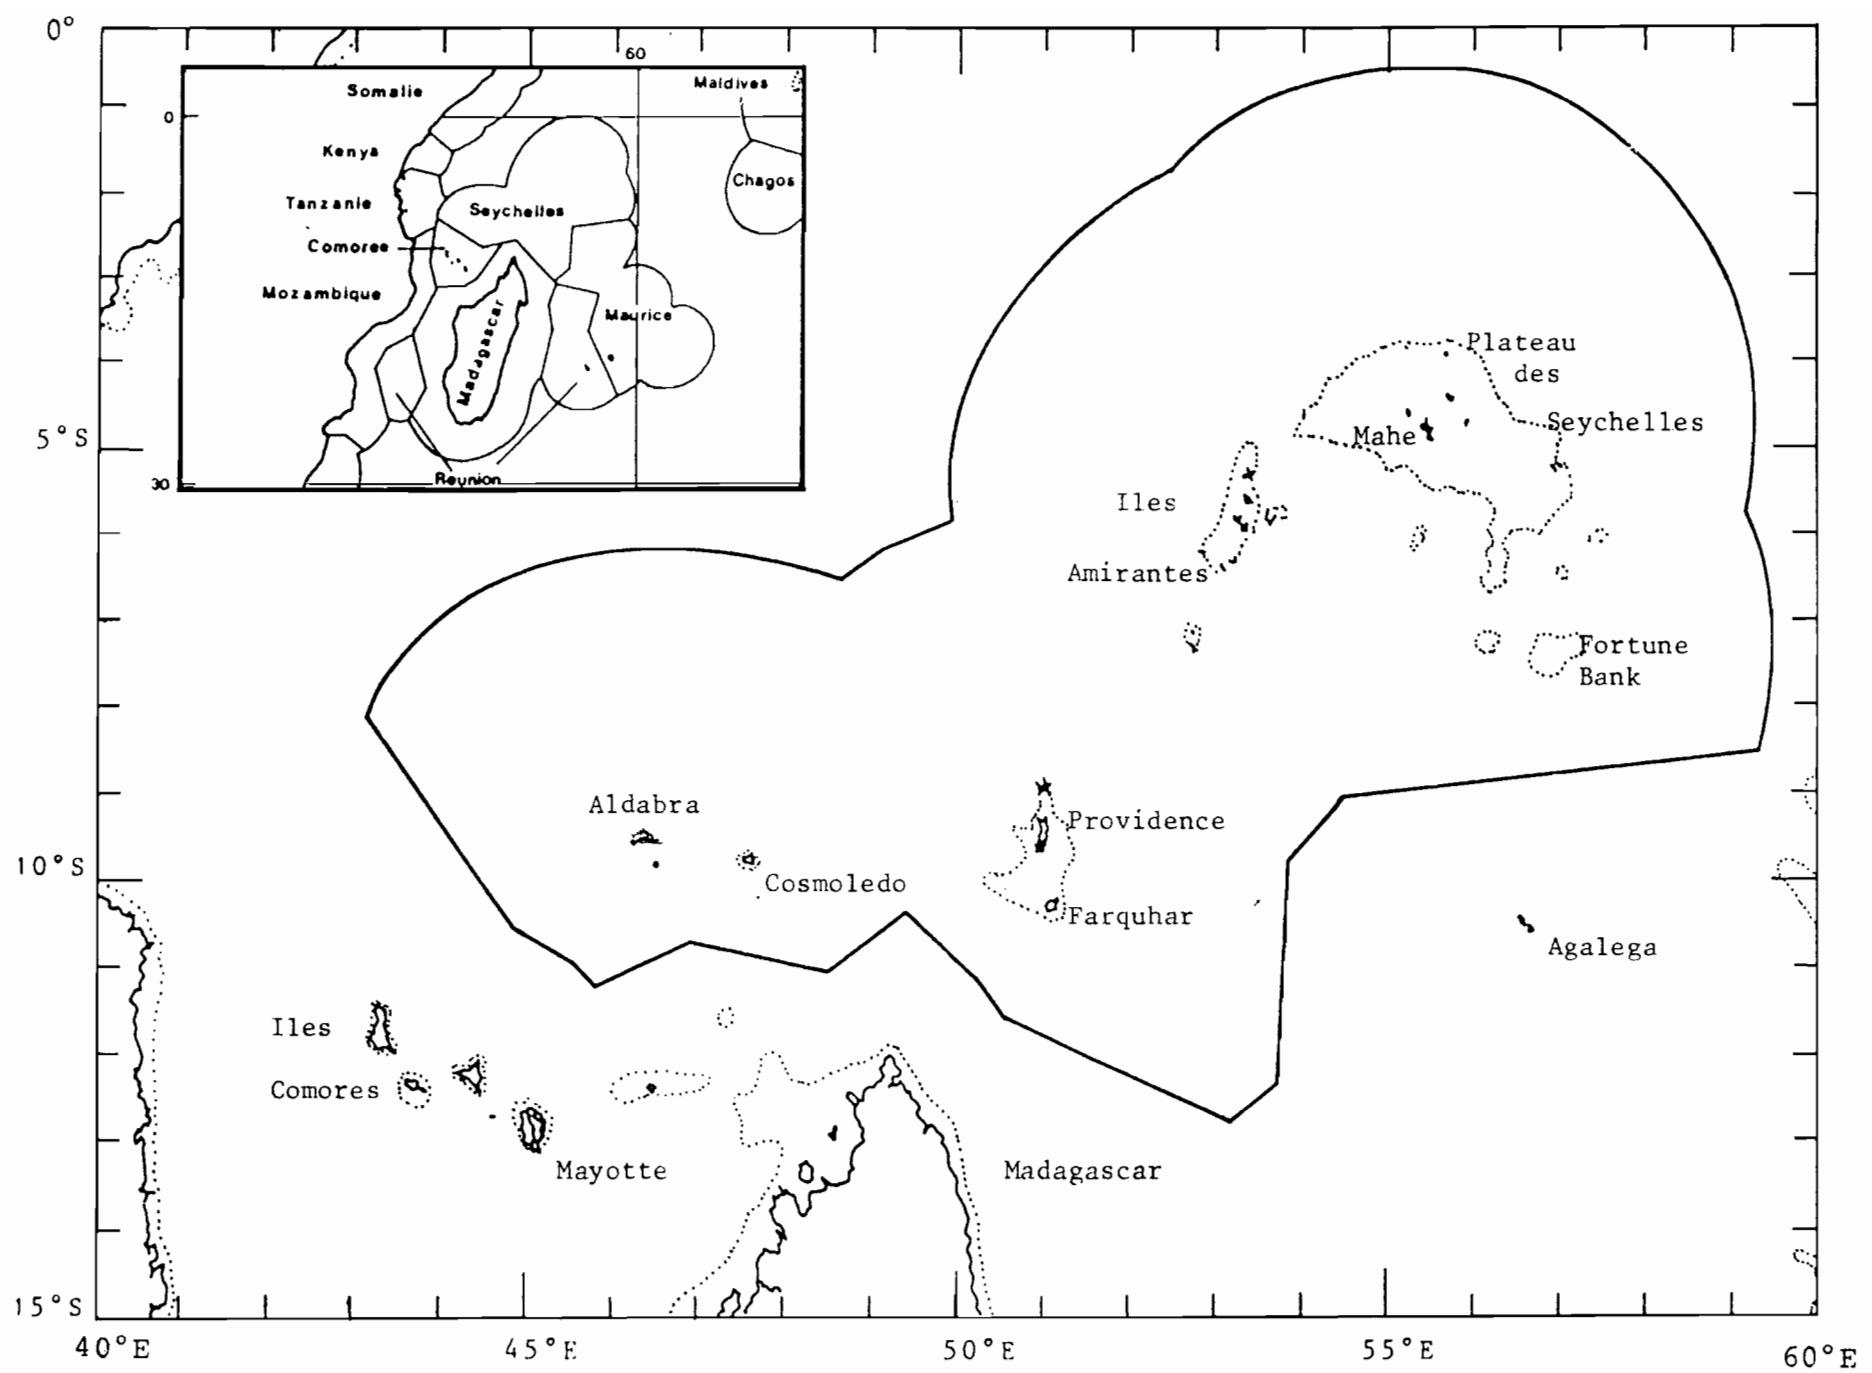 0°
60
Somalie
Maldives
0
Kenya
Chagos
Tanzanie
Seychelles
Comoree
Mozambique
Maurice
Madagascar
Reunion
30
Plateau
des
Seychelles
5°S
Mahe
Iles
Amirantes
Fortune
Bank
Aldabra
Providence
10°S
Cosmoledo
Farquhar
Agalega
Iles
Comores
Mayotte
Madagascar
15°S
40°E
45°E
50°E
55°E
60°E